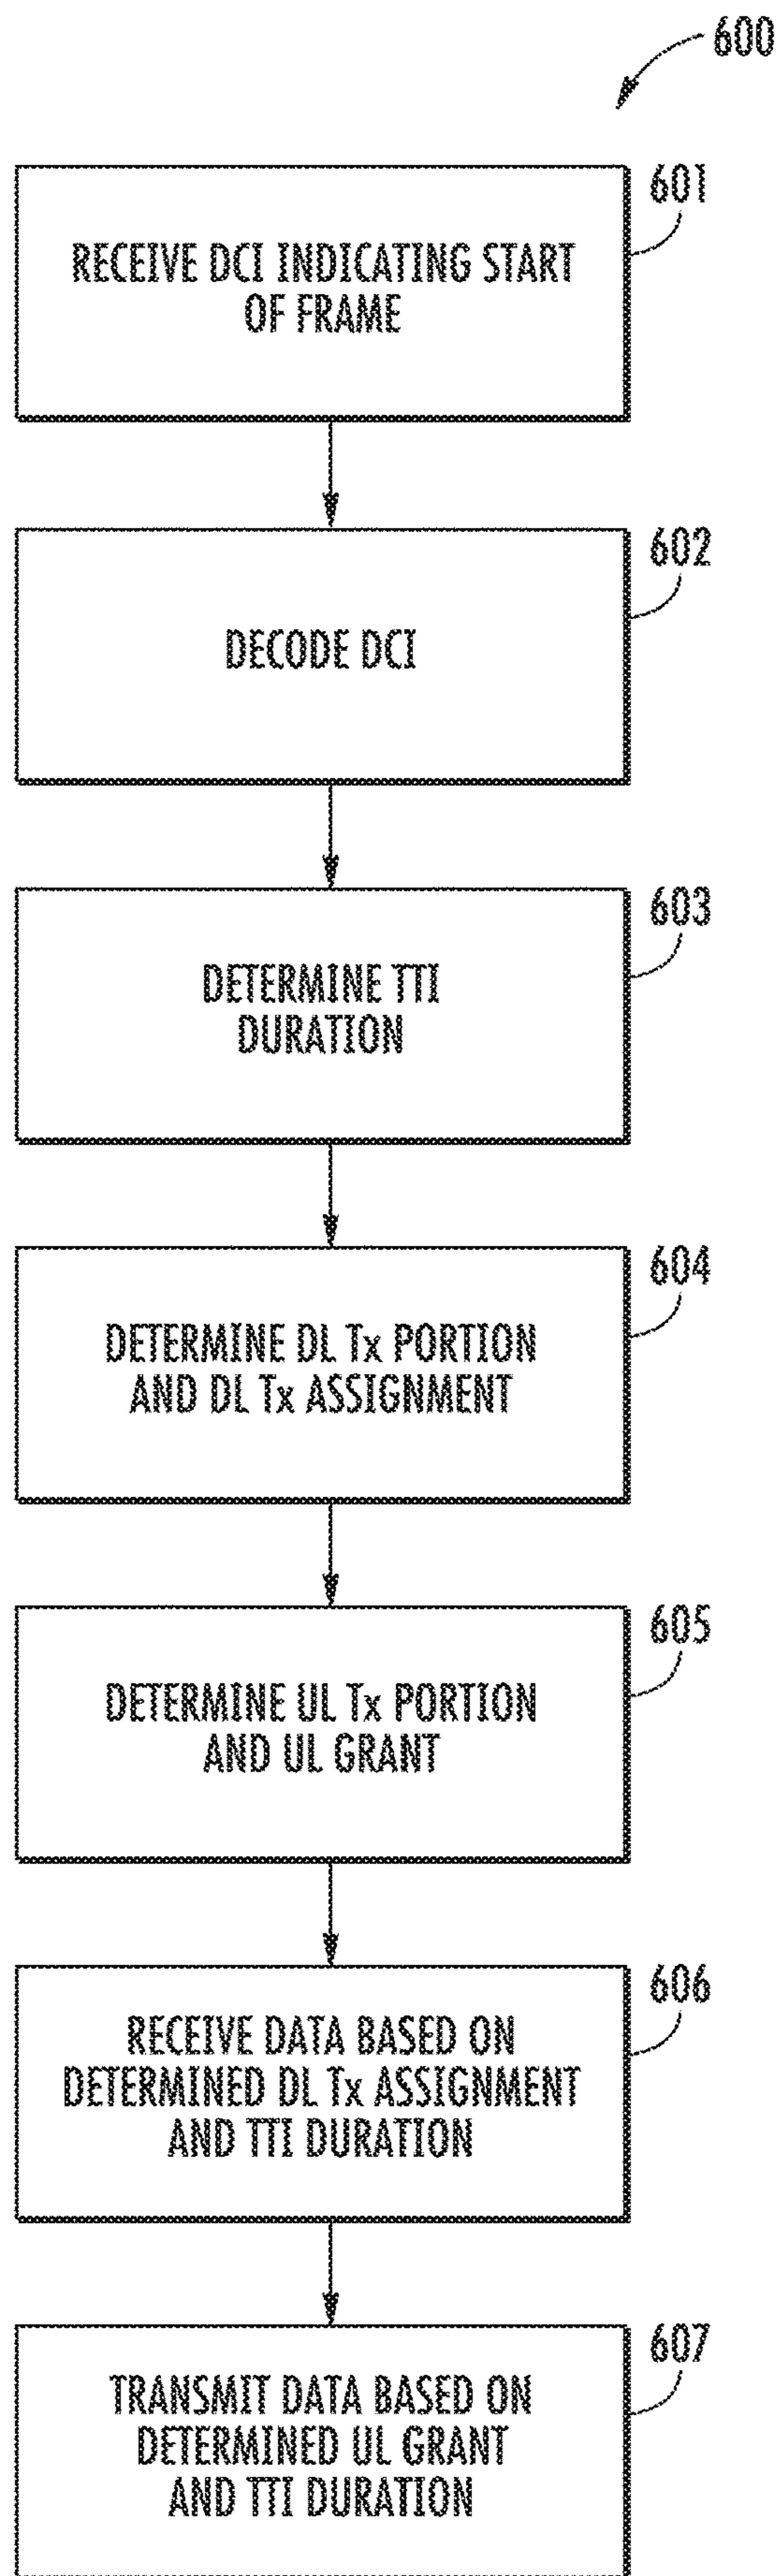 600
601
RECEIVE DCI INDICATING START
OF FRAME
602
DECODE DCI
603
DETERMINE TTI
DURATION
604
DETERMINE DL Tx PORTION
AND DL Tx ASSIGNMENT
605
DETERMINE UL Tx PORTION
AND UL GRANT
606
RECEIVE DATA BASED ON
DETERMINED DL Tx ASSIGNMENT
AND TTI DURATION
607
TRANSMIT DATA BASED ON
DETERMINED UL GRANT
AND TTI DURATION